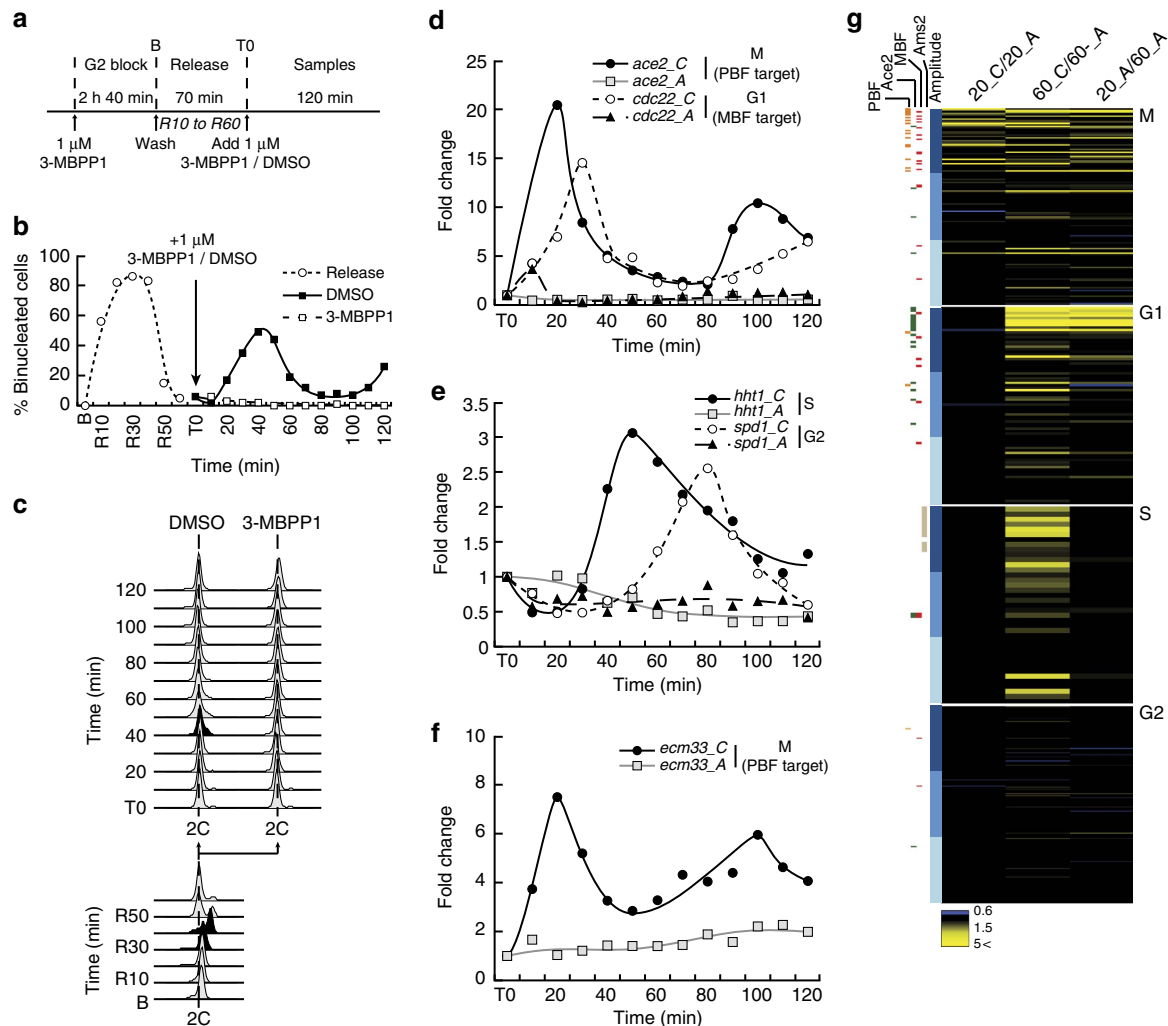 a
B
T0
G2 block
Release
Samples
2 h 40 min
70 min
120 min
R10 to R60
1 µM
3-MBPP1
Wash
Add 1 µM
3-MBPP1 / DMSO
b
+1 µM
3-MBPP1 / DMSO
Release
DMSO
3-MBPP1
% Binucleated cells
100
80
60
40
20
0
B
R10
R30
R50
T0
20
40
60
80
100
120
Time (min)
c
DMSO
3-MBPP1
Time (min)
120
100
80
60
40
20
T0
2C
2C
Time (min)
R50
R30
R10
B
2C
d
ace2_C
ace2_A
M
(PBF target)
cdc22_C
cdc22_A
G1
(MBF target)
Fold change
25
20
15
10
5
0
T0
20
40
60
80
100
120
Time (min)
e
hht1_C
hht1_A
S
spd1_C
spd1_A
G2
Fold change
3.5
3
2.5
2
1.5
1
0.5
0
T0
20
40
60
80
100
120
Time (min)
f
ecm33_C
ecm33_A
M
(PBF target)
Fold change
10
8
6
4
2
0
T0
20
40
60
80
100
120
Time (min)
g
PBF
Ace2
MBF
Ams2
Amplitude
20_C/20_A
60_C/60-_A
20_A/60_A
M
G1
S
G2
0.6
1.5
5<